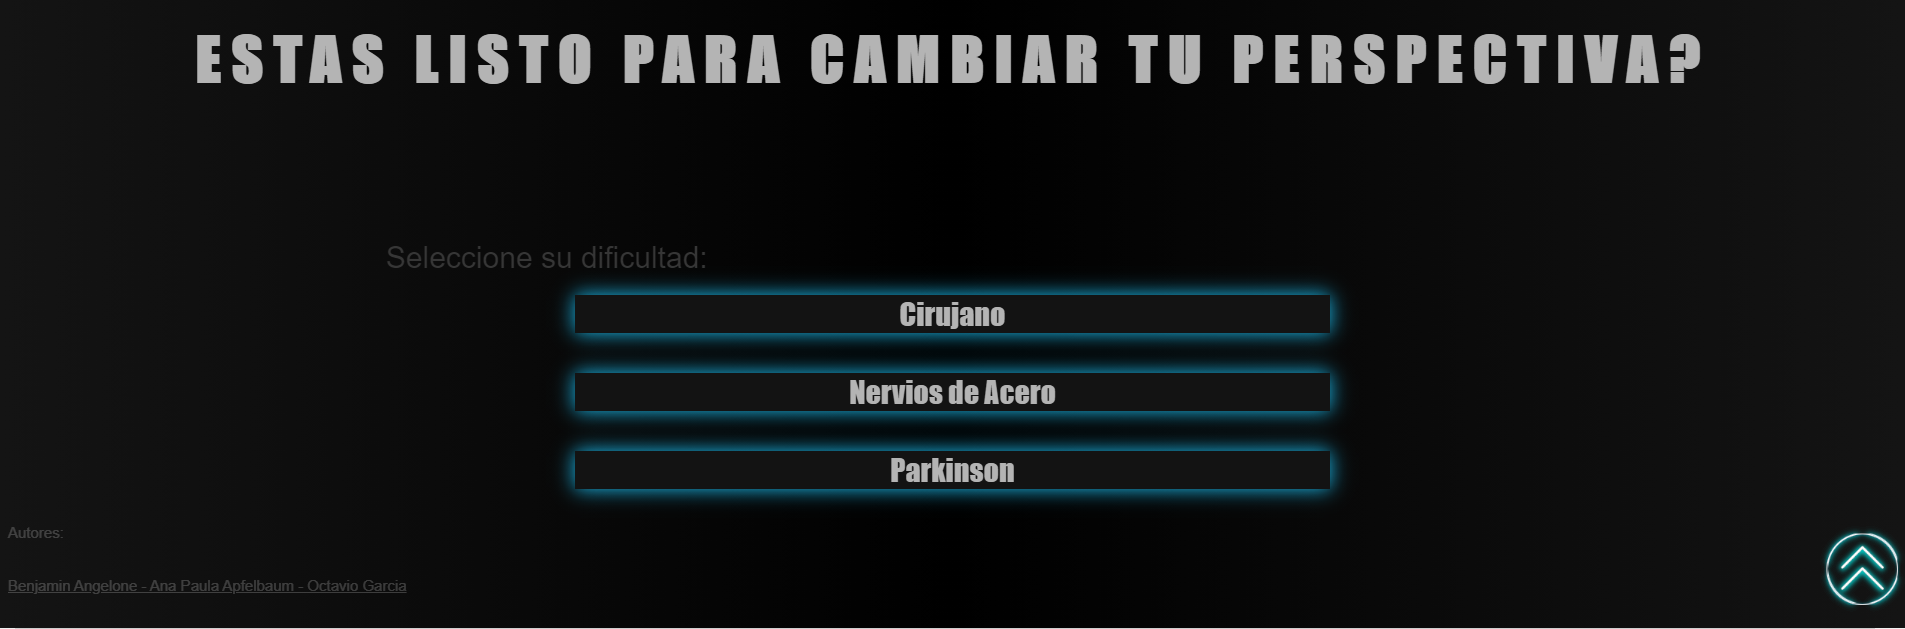 ESTAS LISTO PARA CAMBIAR TU PERSPECTIVA?
Seleccione su dificultad:
Cirujano
Nervios de Acero
Parkinson
Autores:
Benjamin Angelone - Ana Paula Apfelbaum - Octavio Garcia